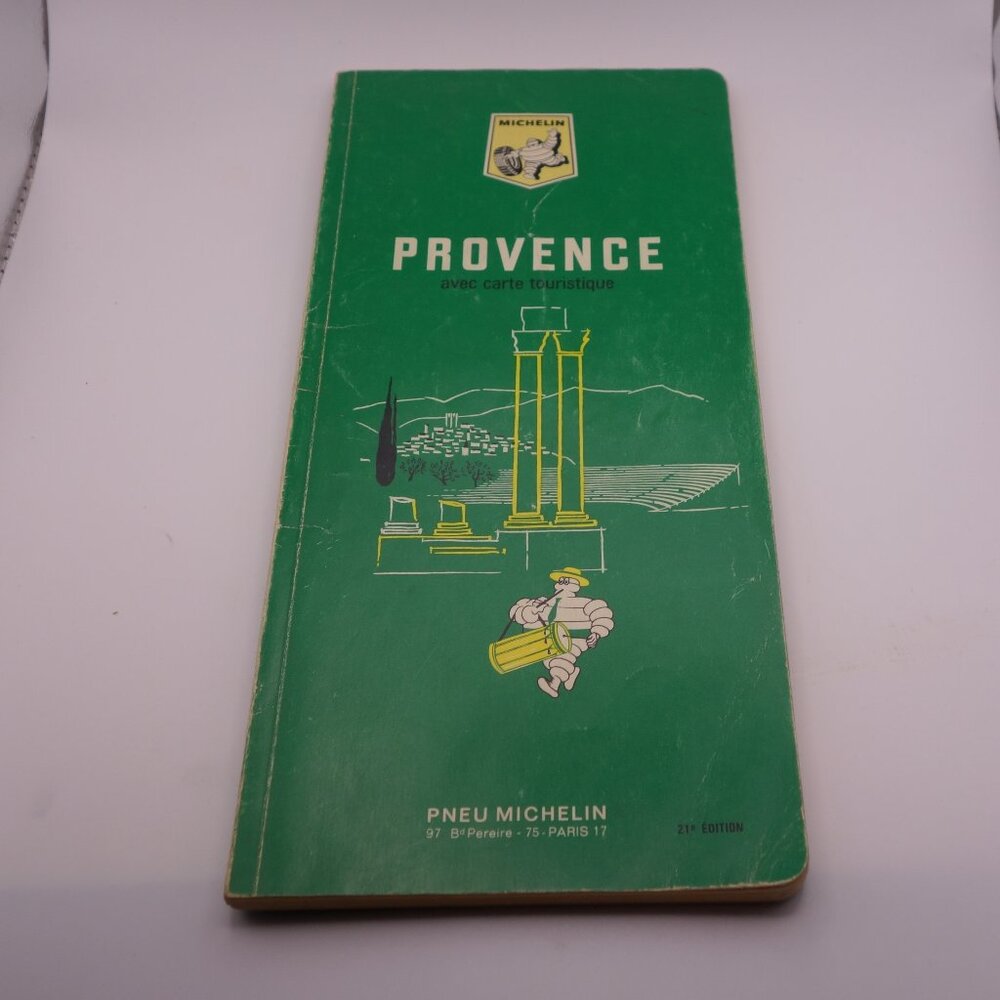 MICHELIN
PROVENCE
avec carte touristique
PNEU MICHELIN
97 Bd Pereire - 75 - PARIS 17
21e ÉDITION